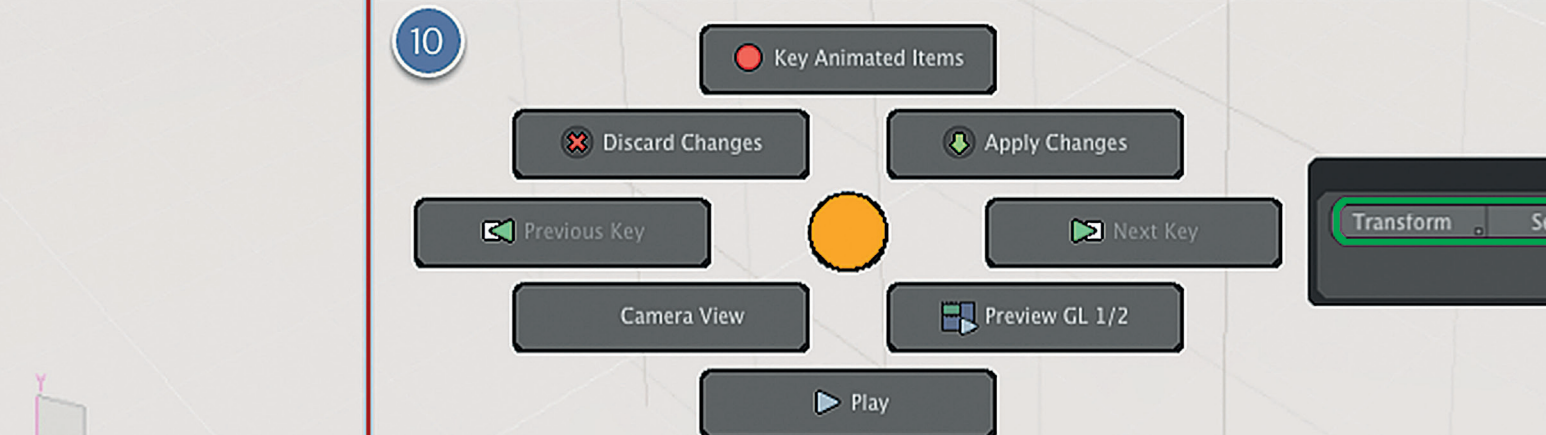 10
Key Animated Items
Discard Changes
Apply Changes
Previous Key
Next Key
Transform
Camera View
Preview GL 1/2
Play
Y